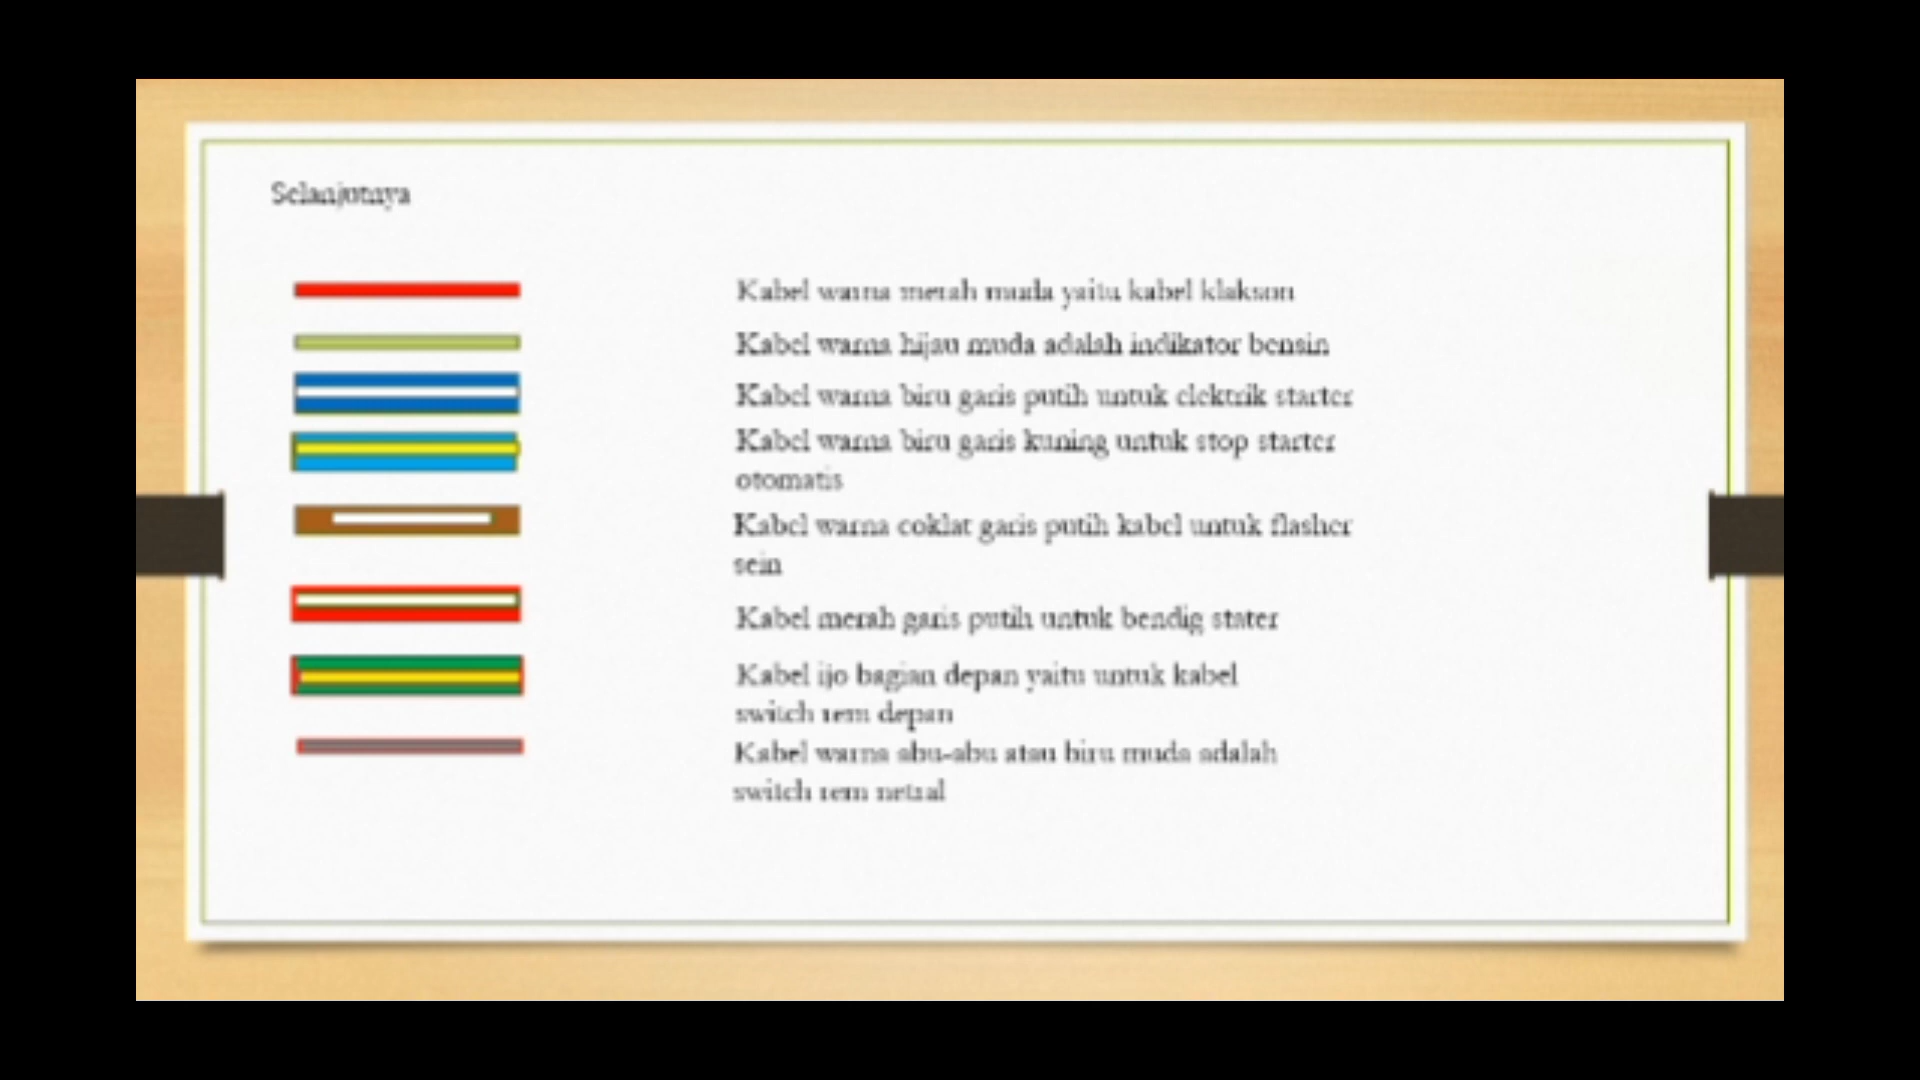 Selanjutnya
Kabel warna merah muda yaitu kabel klakson
Kabel warna hijau muda adalah indikator bensin
Kabel warna biru garis putih untuk elektrik starter
Kabel warna biru garis kuning untuk stop starter
otomatis
Kabel warna coklat garis putih kabel untuk flasher
sein
Kabel merah garis putih untuk bendig stater
Kabel ijo bagian depan yaitu untuk kabel
switch rem depan
Kabel warna abu-abu atau biru muda adalah
switch rem netral